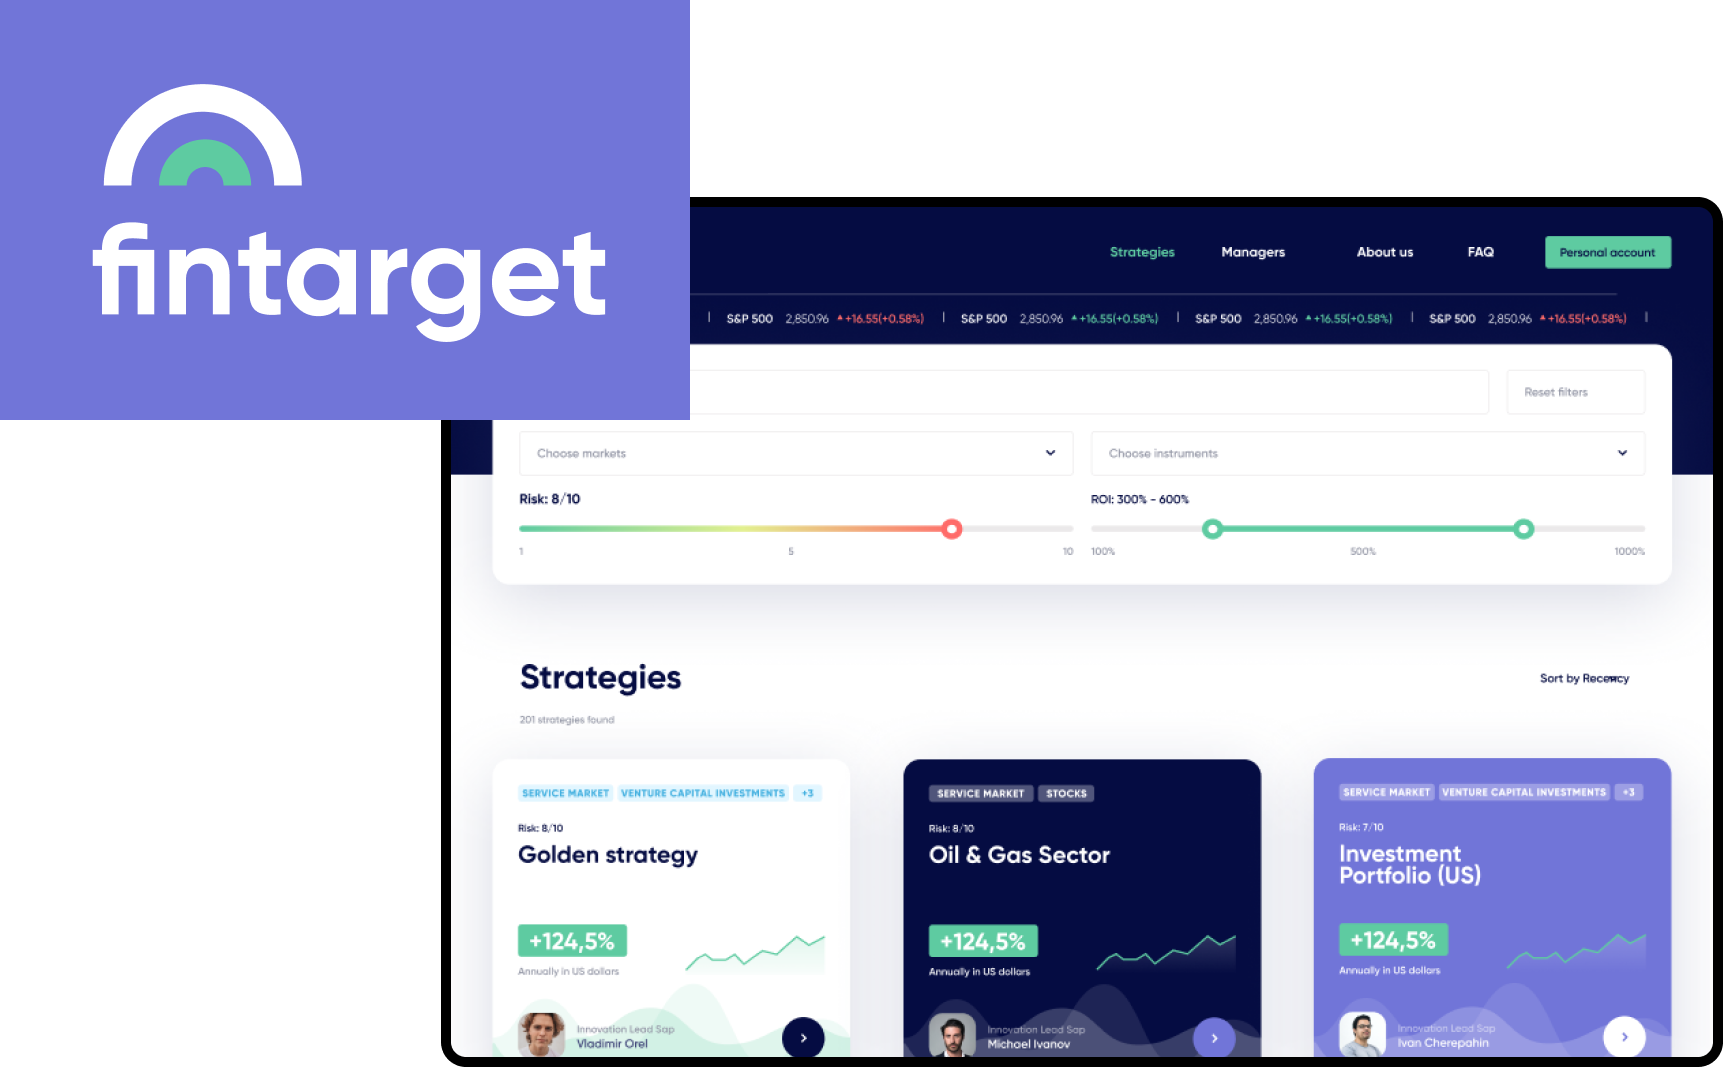 fintarget
Strategies Managers About us FAQ Personal account
S&P 500 2,850.96 +16.55(+0.58%) | S&P 500 2,850.96 +16.55(+0.58%) | S&P 500 2,850.96 +16.55(+0.58%) | S&P 500 2,850.96 +16.55(+0.58%) |
Reset filters
Choose markets Choose instruments
Risk: 8/10 ROI: 300% - 600%
1 5 10 100% 500% 1000%
Strategies
Sort by Recency
201 strategies found
SERVICE MARKET VENTURE CAPITAL INVESTMENTS +3
Risk: 8/10
Golden strategy
+124,5%
Annually in US dollars
Innovation Lead Sap
Vladimir Orel
SERVICE MARKET STOCKS
Risk: 8/10
Oil & Gas Sector
+124,5%
Annually in US dollars
Innovation Lead Sap
Michael Ivanov
SERVICE MARKET VENTURE CAPITAL INVESTMENTS +3
Risk: 7/10
Investment
Portfolio (US)
+124,5%
Annually in US dollars
Innovation Lead Sap
Ivan Cherepahin